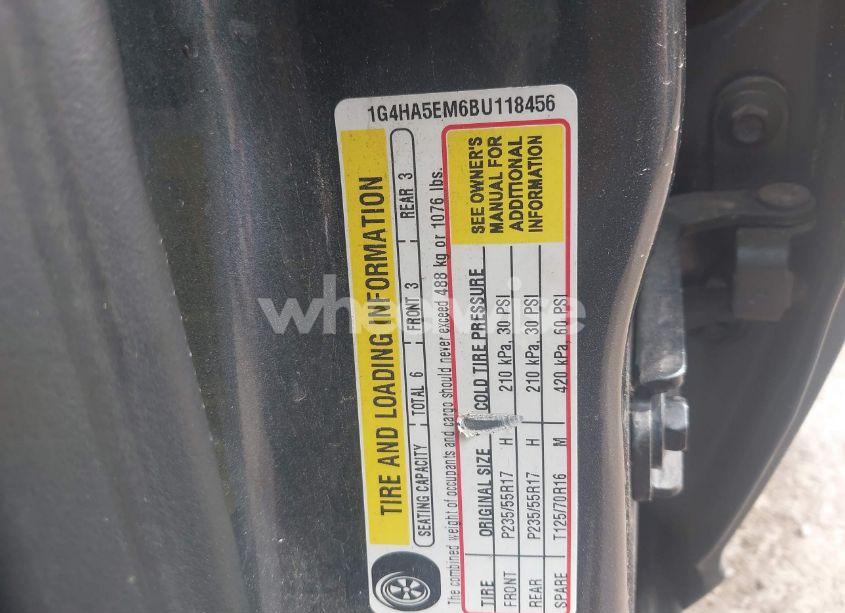 1G4HA5EM6BU118456
TIRE AND LOADING INFORMATION
SEATING CAPACITY TOTAL 6 FRONT 3 REAR 3
The combined weight of occupants and cargo should never exceed 488 kg or 1076 lbs.
TIRE ORIGINAL SIZE COLD TIRE PRESSURE
FRONT P235/55R17 H 210 kPa, 30 PSI
REAR P235/55R17 H 210 kPa, 30 PSI
SPARE T125/70R16 M 420 kPa, 60 PSI
SEE OWNER'S
MANUAL FOR
ADDITIONAL
INFORMATION